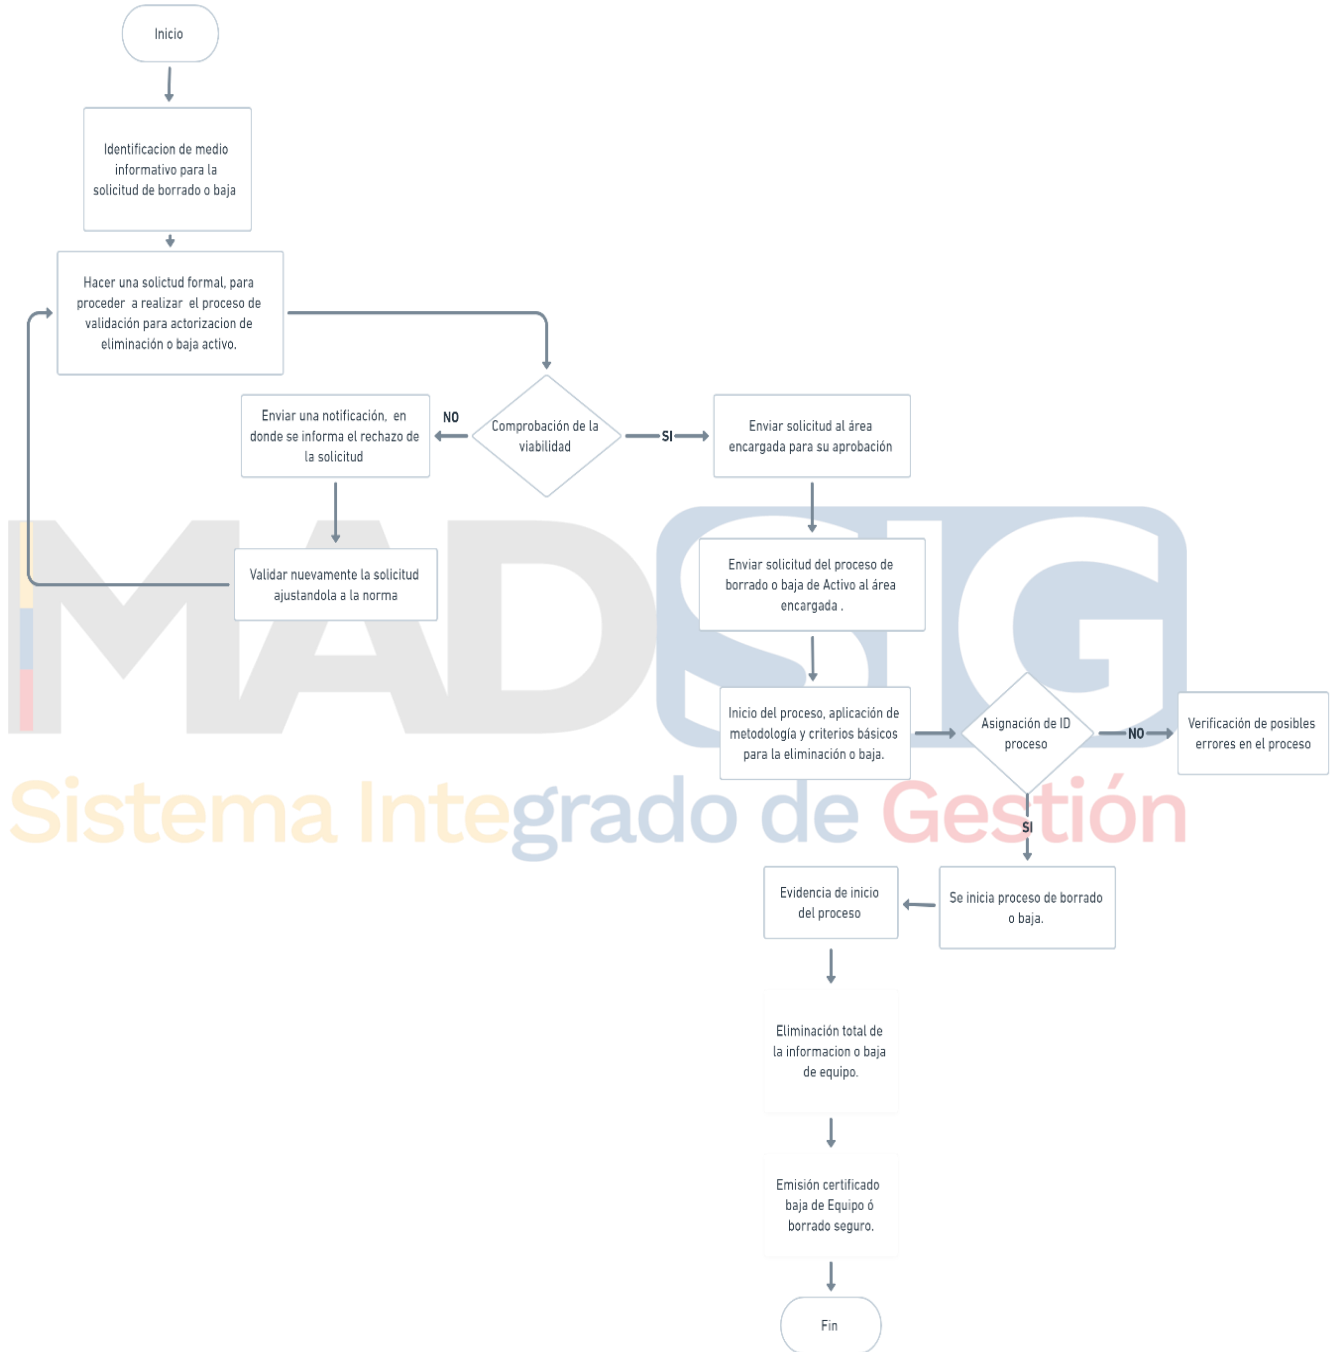 Inicio
Identificacion de medio
informativo para la
solicitud de borrado o baja
Hacer una solictud formal, para
proceder a realizar el proceso de
validación para actorizacion de
eliminación o baja activo.
Comprobación de la
viabilidad
NO
Enviar una notificación, en
donde se informa el rechazo de
la solicitud
Validar nuevamente la solicitud
ajustandola a la norma
SI
Enviar solicitud al área
encargada para su aprobación
Enviar solicitud del proceso de
borrado o baja de Activo al área
encargada .
Inicio del proceso, aplicación de
metodología y criterios básicos
para la eliminación o baja.
Asignación de ID
proceso
NO
Verificación de posibles
errores en el proceso
SI
Se inicia proceso de borrado
o baja.
Evidencia de inicio
del proceso
Eliminación total de
la informacion o baja
de equipo.
Emisión certificado
baja de Equipo ó
borrado seguro.
Fin
MADSIG
Sistema Integrado de Gestión